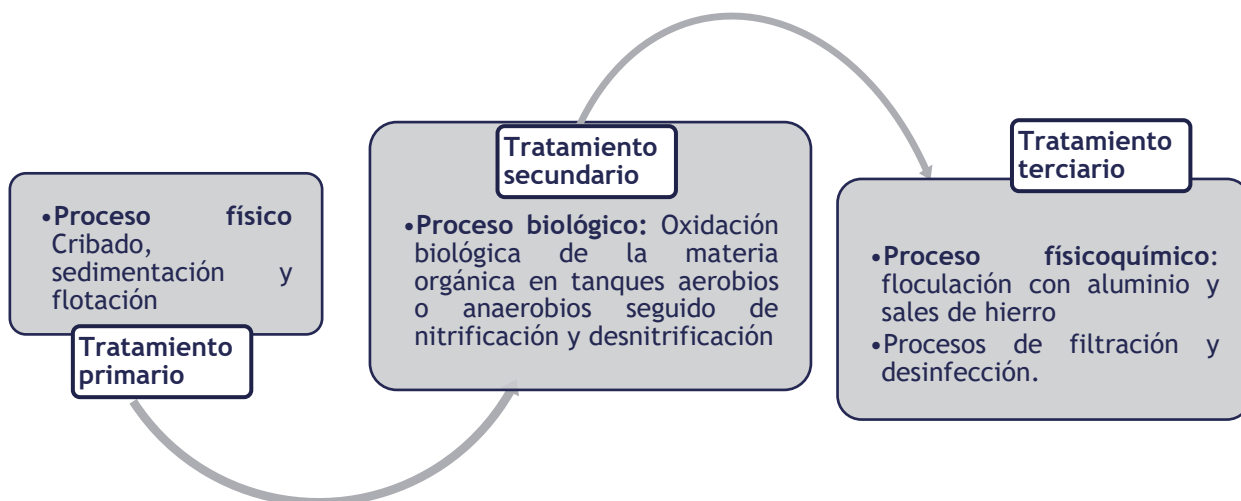 •Proceso físico
Cribado,
sedimentación y
flotación
Tratamiento
primario
Tratamiento
secundario
•Proceso biológico: Oxidación
biológica de la materia
orgánica en tanques aerobios
o anaerobios seguido de
nitrificación y desnitrificación
Tratamiento
terciario
•Proceso físicoquímico:
floculación con aluminio y
sales de hierro
•Procesos de filtración y
desinfección.